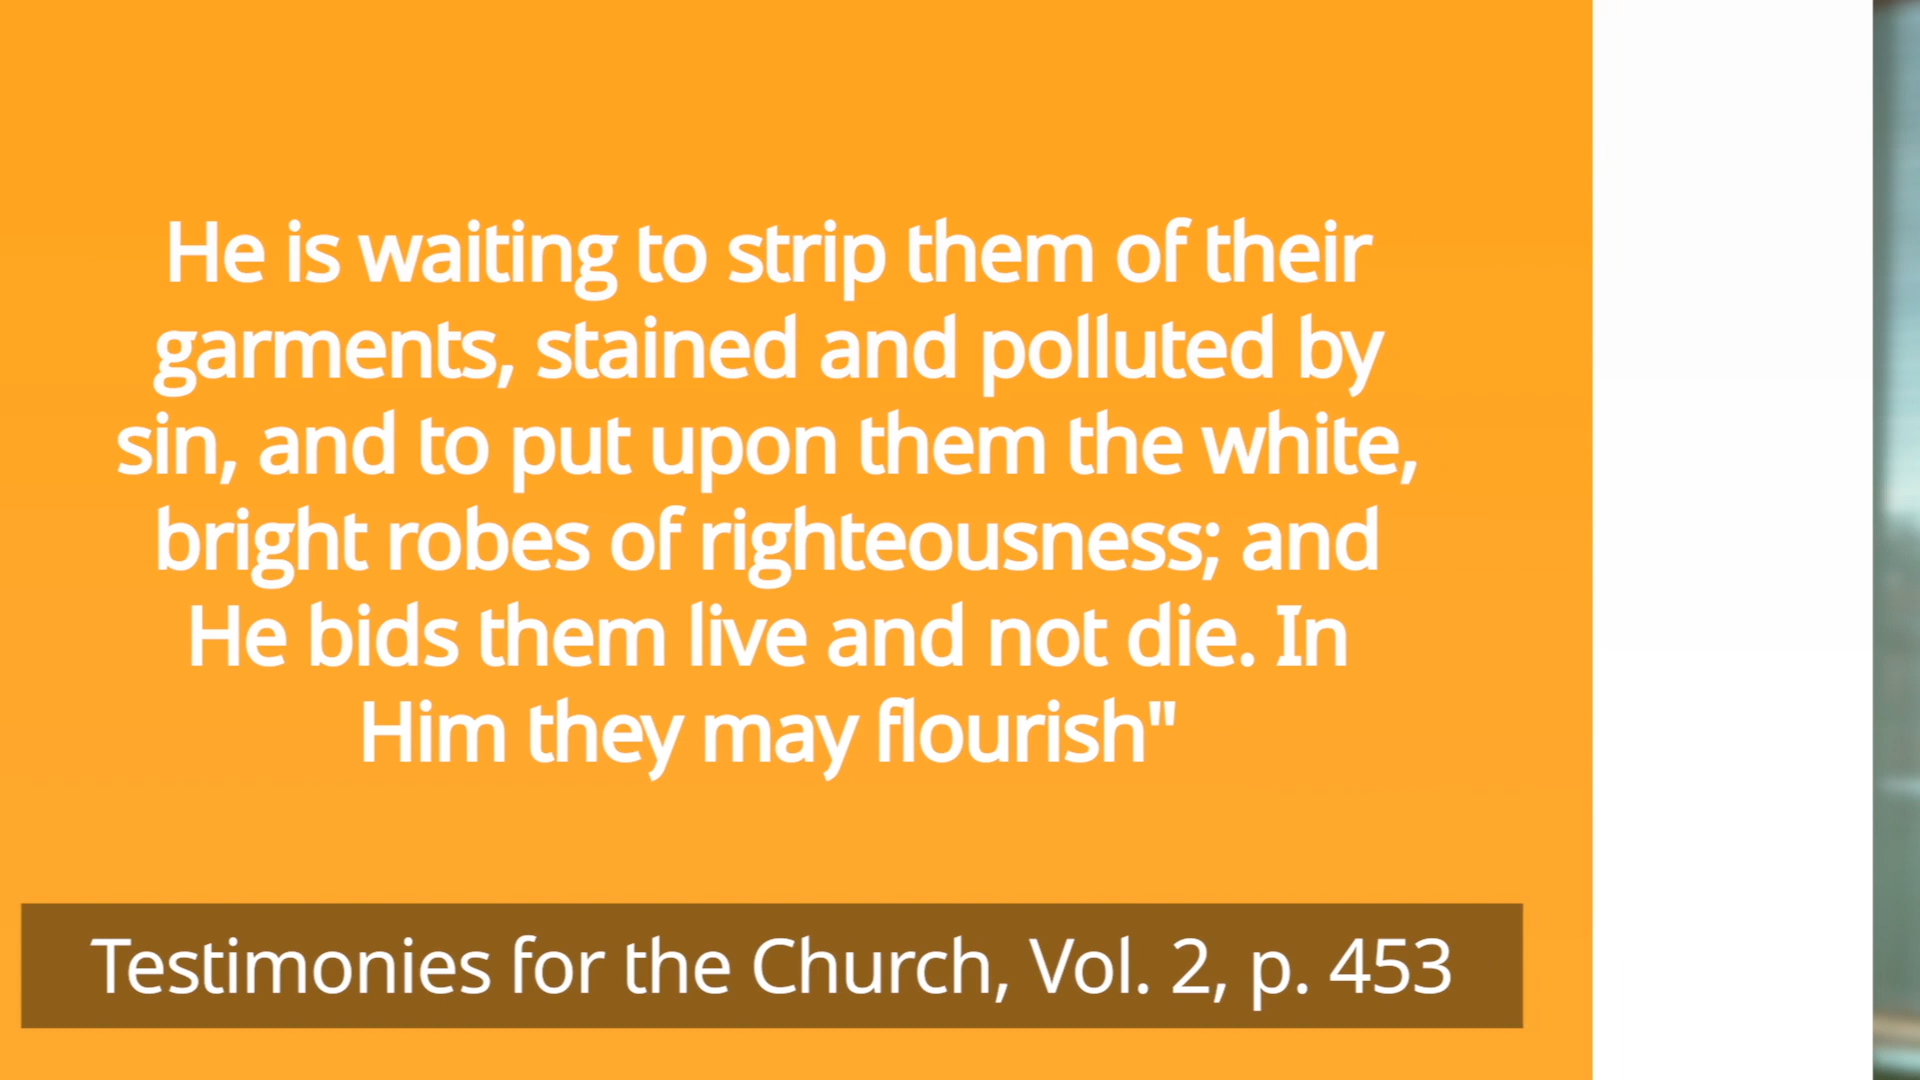 He is waiting to strip them of their
garments, stained and polluted by
sin, and to put upon them the white,
bright robes of righteousness; and
He bids them live and not die. In
Him they may flourish"
Testimonies for the Church, Vol. 2, p. 453